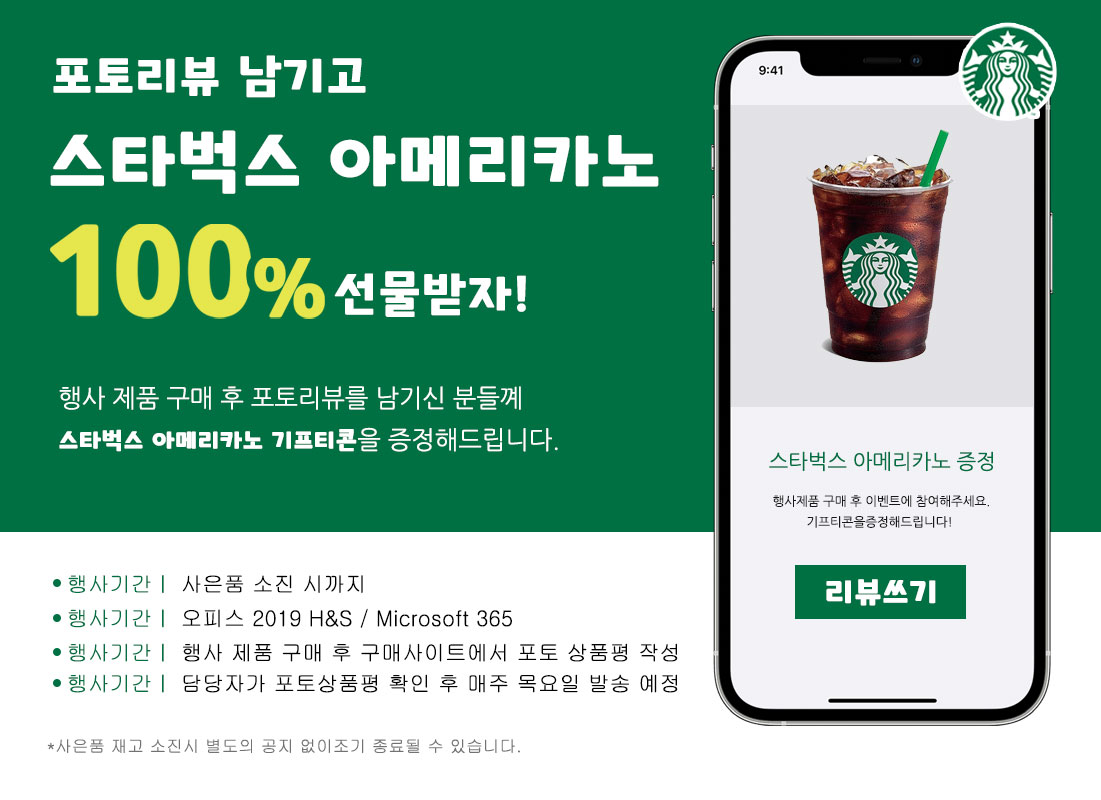 포토리뷰 남기고
스타벅스 아메리카노
100% 선물받자!
행사 제품 구매 후 포토리뷰를 남기신 분들꼐
스타벅스 아메리카노 기프티콘을 증정해드립니다.
9:41
스타벅스 아메리카노 증정
행사제품 구매 후 이벤트에 참여해주세요.
기프티콘을증정해드립니다!
리뷰쓰기
• 행사기간 | 사은품 소진 시까지
• 행사기간 | 오피스 2019 H&S / Microsoft 365
• 행사기간 | 행사 제품 구매 후 구매사이트에서 포토 상품평 작성
• 행사기간 | 담당자가 포토상품평 확인 후 매주 목요일 발송 예정
*사은품 재고 소진시 별도의 공지 없이조기 종료될 수 있습니다.